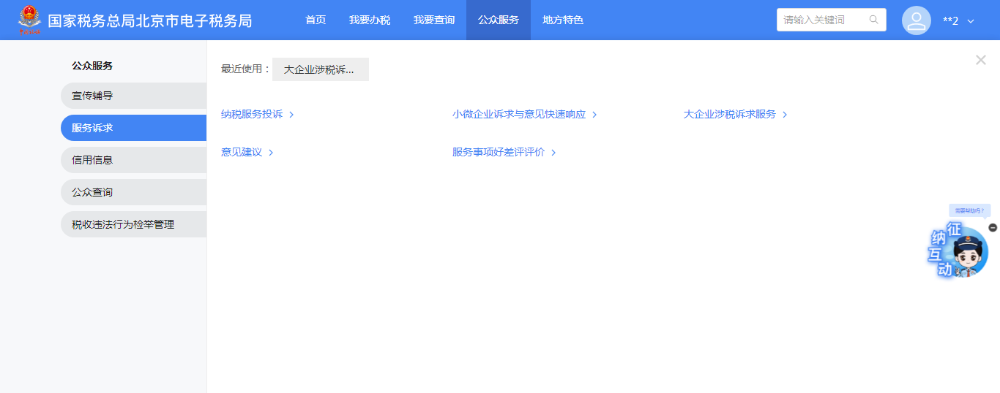 国家税务总局北京市电子税务局
首页 我要办税 我要查询 公众服务 地方特色
请输入关键词
**2
公众服务
宣传辅导
服务诉求
信用信息
公众查询
税收违法行为检举管理
最近使用：
大企业涉税诉...
纳税服务投诉
小微企业诉求与意见快速响应
大企业涉税诉求服务
意见建议
服务事项好差评评价
需要帮助吗？
征纳互动